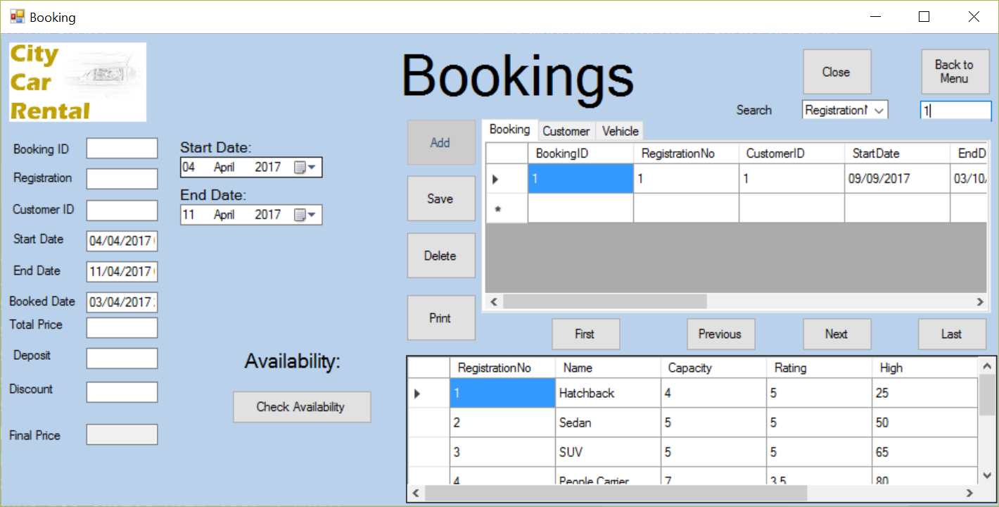 Booking
City
Car
Rental
Bookings
Close
Back to
Menu
Search
1
Booking ID
Registration
Customer ID
Start Date
04/04/2017
End Date
11/04/2017
Booked Date
03/04/2017
Total Price
Deposit
Discount
Final Price
Start Date:
04 April 2017
End Date:
11 April 2017
Availability:
Check Availability
Add
Save
Delete
Print
Booking Customer Vehicle
BookingID RegistrationNo CustomerID StartDate
1 1 1 09/09/2017 03/10
*
First Previous Next Last
RegistrationNo Name Capacity Rating High
1 Hatchback 4 5 25
2 Sedan 5 5 50
3 SUV 5 5 65
4 People Carrier 7 3.5 80